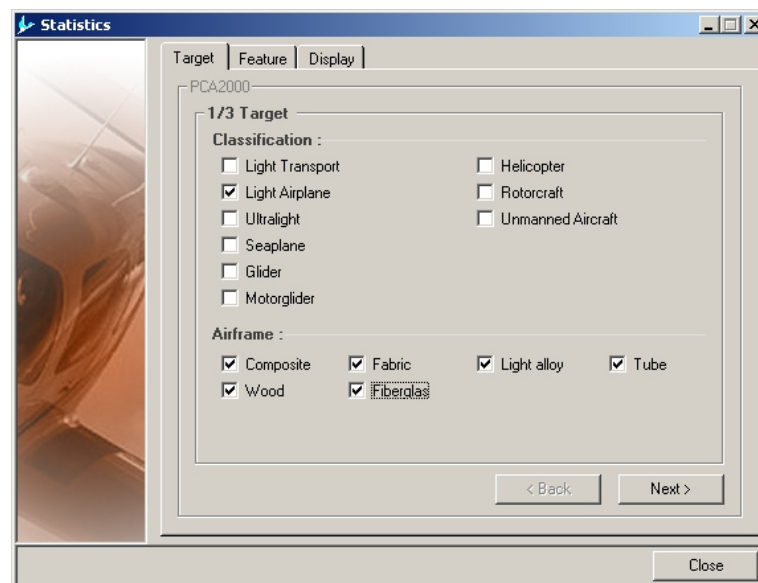 Statistics
Target Feature Display
PCA2000
1/3 Target
Classification :
Light Transport Helicopter
Light Airplane Rotorcraft
Ultralight Unmanned Aircraft
Seaplane
Glider
Motorglider
Airframe :
Composite Fabric Light alloy Tube
Wood Fiberglas
< Back Next >
Close